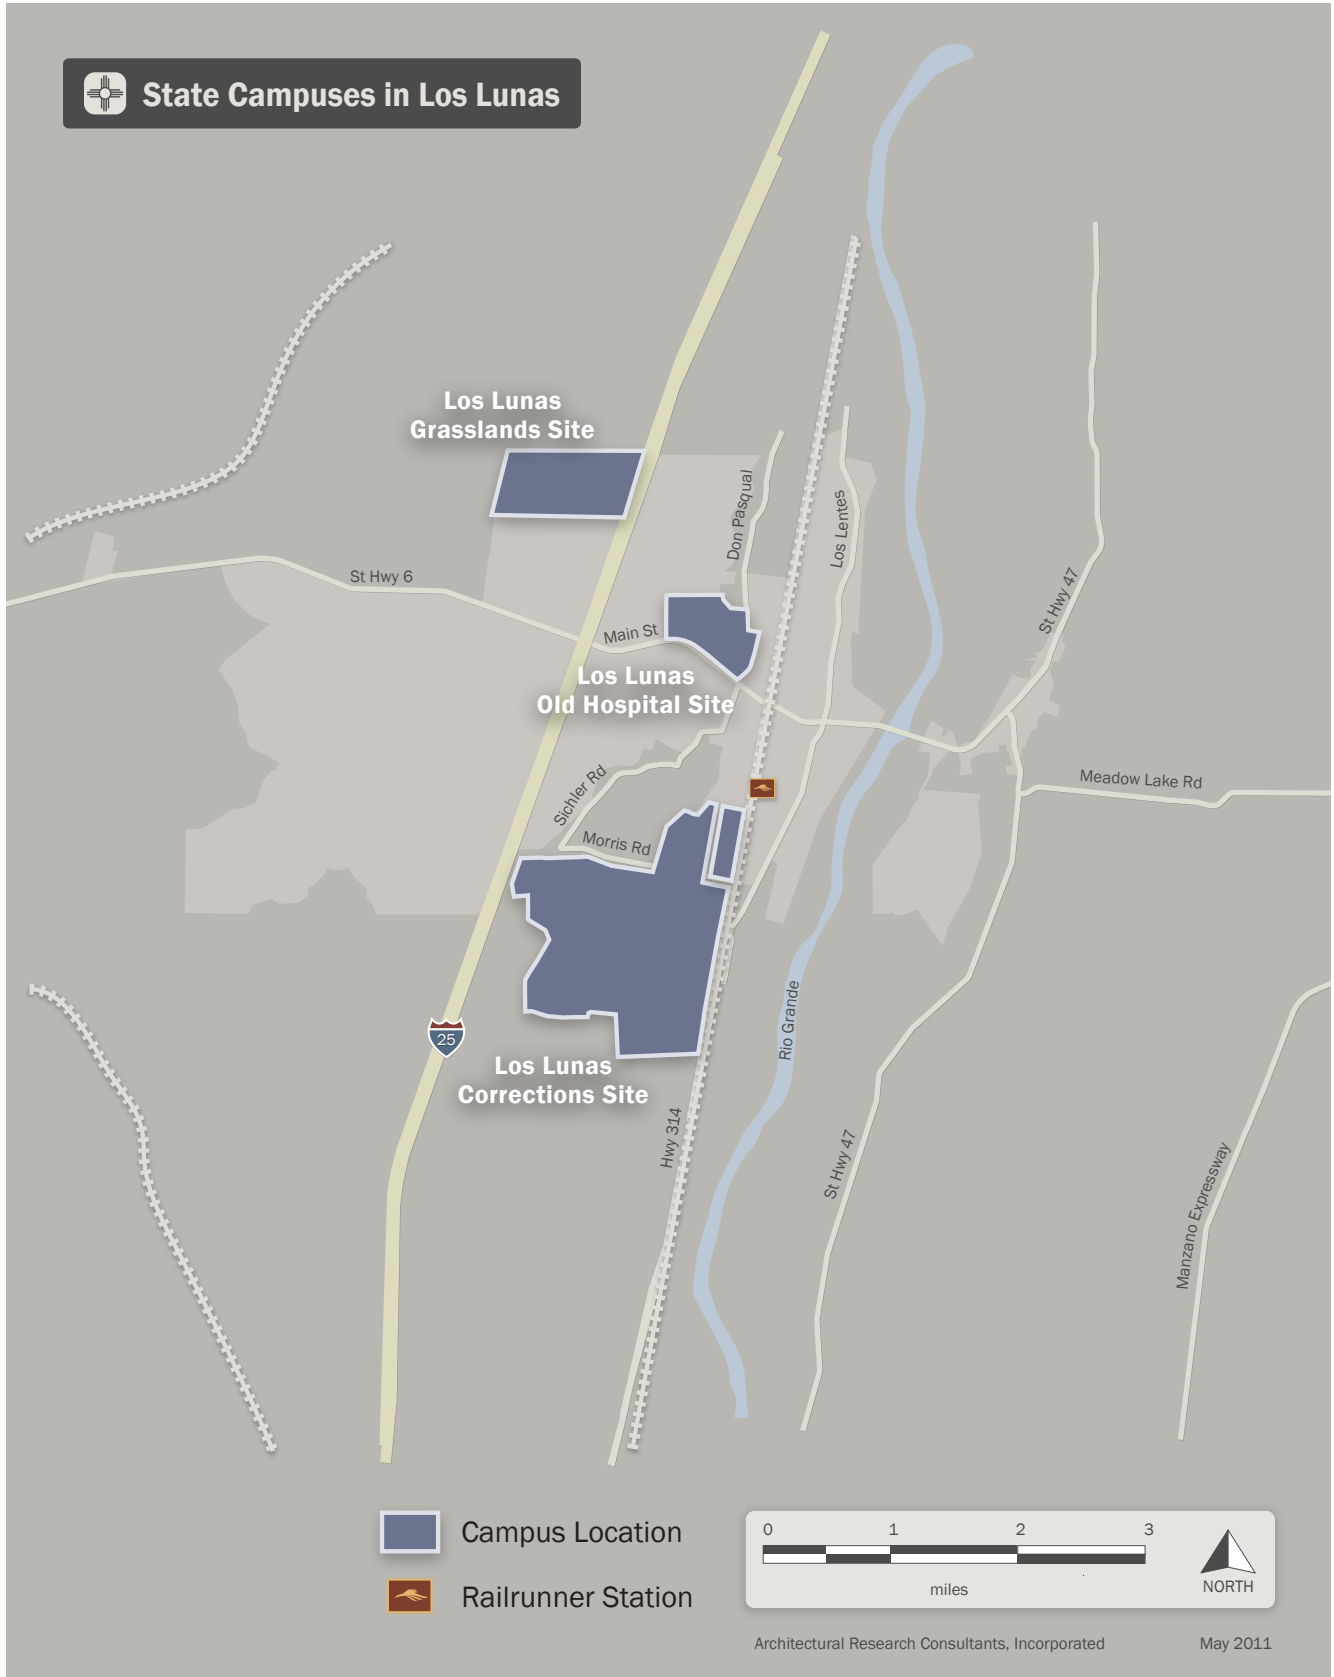 State Campuses in Los Lunas
Los Lunas
Grasslands Site
Don Pasqual
Los Lentes
St Hwy 6
St Hwy 47
Main St
Los Lunas
Old Hospital Site
Meadow Lake Rd
Sichler Rd
Morris Rd
Rio Grande
25
Los Lunas
Corrections Site
Hwy 314
St Hwy 47
Manzano Expressway
Campus Location
Railrunner Station
0 1 2 3
miles
NORTH
Architectural Research Consultants, Incorporated May 2011